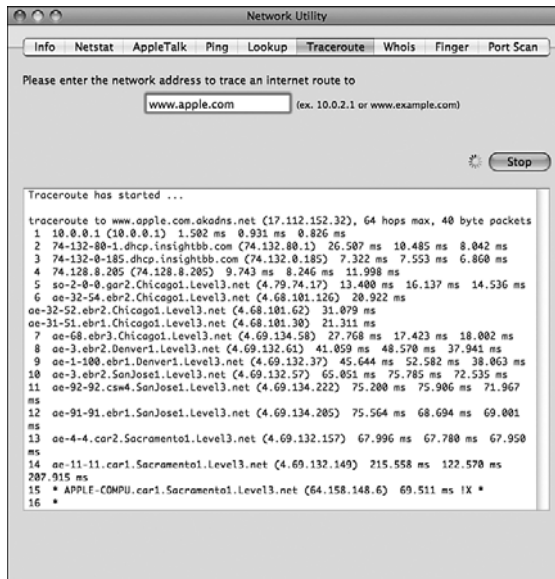 Network Utility
Info Netstat AppleTalk Ping Lookup Traceroute Whois Finger Port Scan
Please enter the network address to trace an internet route to
www.apple.com (ex. 10.0.2.1 or www.example.com)
Stop
Traceroute has started ...
traceroute to www.apple.com.akadns.net (17.112.152.32), 64 hops max, 40 byte packets
1 10.0.0.1 (10.0.0.1) 1.502 ms 0.931 ms 0.826 ms
2 74-132-80-1.dhcp.insightbb.com (74.132.80.1) 26.507 ms 10.485 ms 8.042 ms
3 74-132-0-185.dhcp.insightbb.com (74.132.0.185) 7.322 ms 7.553 ms 6.860 ms
4 74.128.8.205 (74.128.8.205) 9.743 ms 8.246 ms 11.998 ms
5 so-2-0-0.gar2.Chicago1.Level3.net (4.79.74.17) 13.400 ms 16.137 ms 14.536 ms
6 ae-32-54.ebr2.Chicago1.Level3.net (4.68.101.126) 20.922 ms
ae-32-52.ebr2.Chicago1.Level3.net (4.68.101.62) 31.079 ms
ae-31-51.ebr1.Chicago1.Level3.net (4.68.101.30) 21.311 ms
7 ae-68.ebr3.Chicago1.Level3.net (4.69.134.58) 27.768 ms 17.423 ms 18.002 ms
8 ae-3.ebr2.Denver1.Level3.net (4.69.132.61) 41.059 ms 48.570 ms 37.941 ms
9 ae-1-100.ebr1.Denver1.Level3.net (4.69.132.37) 45.644 ms 52.582 ms 38.063 ms
10 ae-3.ebr2.SanJose1.Level3.net (4.69.132.57) 65.051 ms 75.785 ms 72.535 ms
11 ae-92-92.csw4.SanJose1.Level3.net (4.69.134.222) 75.200 ms 75.906 ms 71.967
ms
12 ae-91-91.ebr1.SanJose1.Level3.net (4.69.134.205) 75.564 ms 68.694 ms 69.001
ms
13 ae-4-4.car2.Sacramento1.Level3.net (4.69.132.157) 67.996 ms 67.780 ms 67.950
ms
14 ae-11-11.car1.Sacramento1.Level3.net (4.69.132.149) 215.558 ms 122.570 ms
207.915 ms
15 * APPLE-COMPU.car1.Sacramento1.Level3.net (64.158.148.6) 69.511 ms !X *
16 *